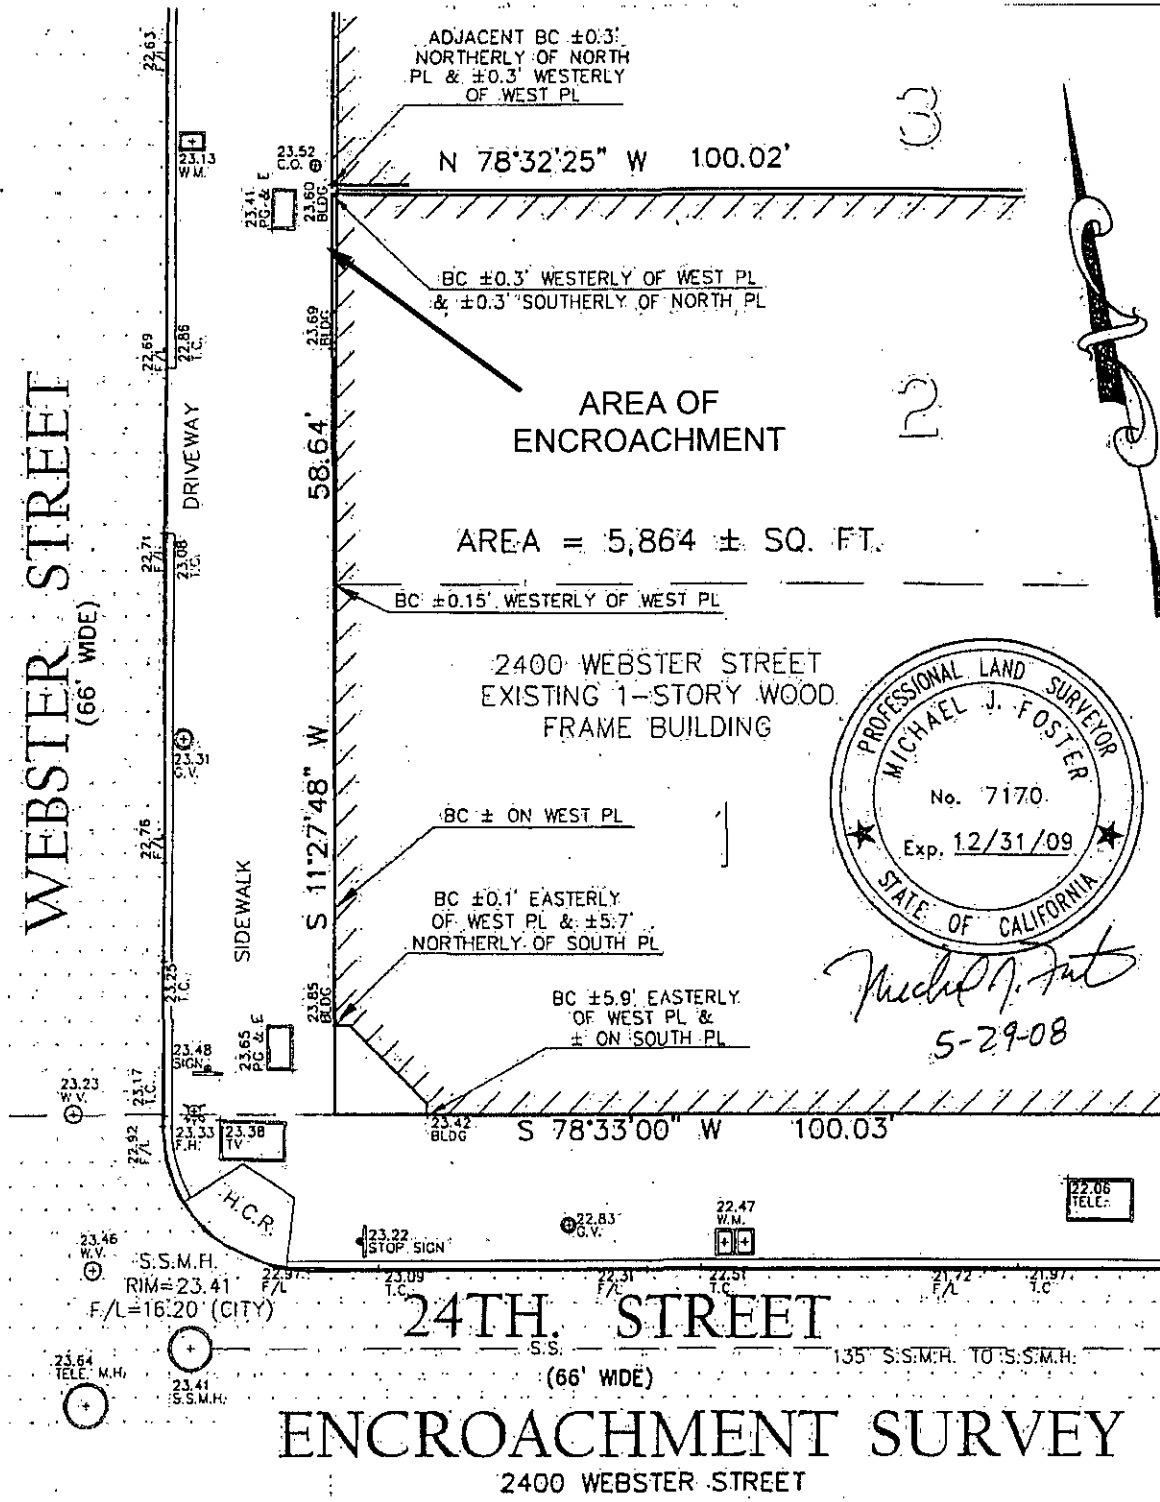 ADJACENT BC ±0.3'
NORTHERLY OF NORTH
PL & ±0.3' WESTERLY
OF WEST PL
3
N 78°32'25" W 100.02'
22.63
F/L
23.13
W.M.
23.52
C.O.
23.41
PG & E
23.60
BLDG
BC ±0.3' WESTERLY OF WEST PL
& ±0.3' SOUTHERLY OF NORTH PL
23.69
BLDG
22.69
F/L
22.86
T.C.
AREA OF
ENCROACHMENT
2
DRIVEWAY
58.64'
WEBSTER STREET
(66' WIDE)
AREA = 5,864 ± SQ. FT.
22.71
F/L
23.08
T.C.
BC ±0.15' WESTERLY OF WEST PL
2400 WEBSTER STREET
EXISTING 1-STORY WOOD
FRAME BUILDING
PROFESSIONAL LAND SURVEYOR
MICHAEL J. FOSTER
No. 7170
Exp. 12/31/09
STATE OF CALIFORNIA
23.31
G.V.
S 11°27'48" W
BC ± ON WEST PL
1
22.76
F/L
SIDEWALK
BC ±0.1' EASTERLY
OF WEST PL & ±5.7'
NORTHERLY OF SOUTH PL
23.25
T.C.
23.85
BLDG
BC ±5.9' EASTERLY
OF WEST PL &
± ON SOUTH PL
5-29-08
23.48
SIGN
23.65
PG & E
23.23
W.V.
23.17
T.C.
22.92
F/L
23.33
F.H.
23.38
TV
23.42
BLDG
S 78°33'00" W 100.03'
H.C.R.
22.06
TELE.
22.47
W.M.
22.83
G.V.
23.22
STOP SIGN
23.46
W.V.
S.S.M.H.
RIM=23.41
F/L=16.20 (CITY)
22.97
F/L
23.09
T.C.
22.31
F/L
22.51
T.C.
21.72
F/L
21.97
T.C
24TH. STREET
S.S.
135' S.S.M.H. TO S.S.M.H.
(66' WIDE)
23.64
TELE. M.H.
23.41
S.S.M.H.
ENCROACHMENT SURVEY
2400 WEBSTER STREET